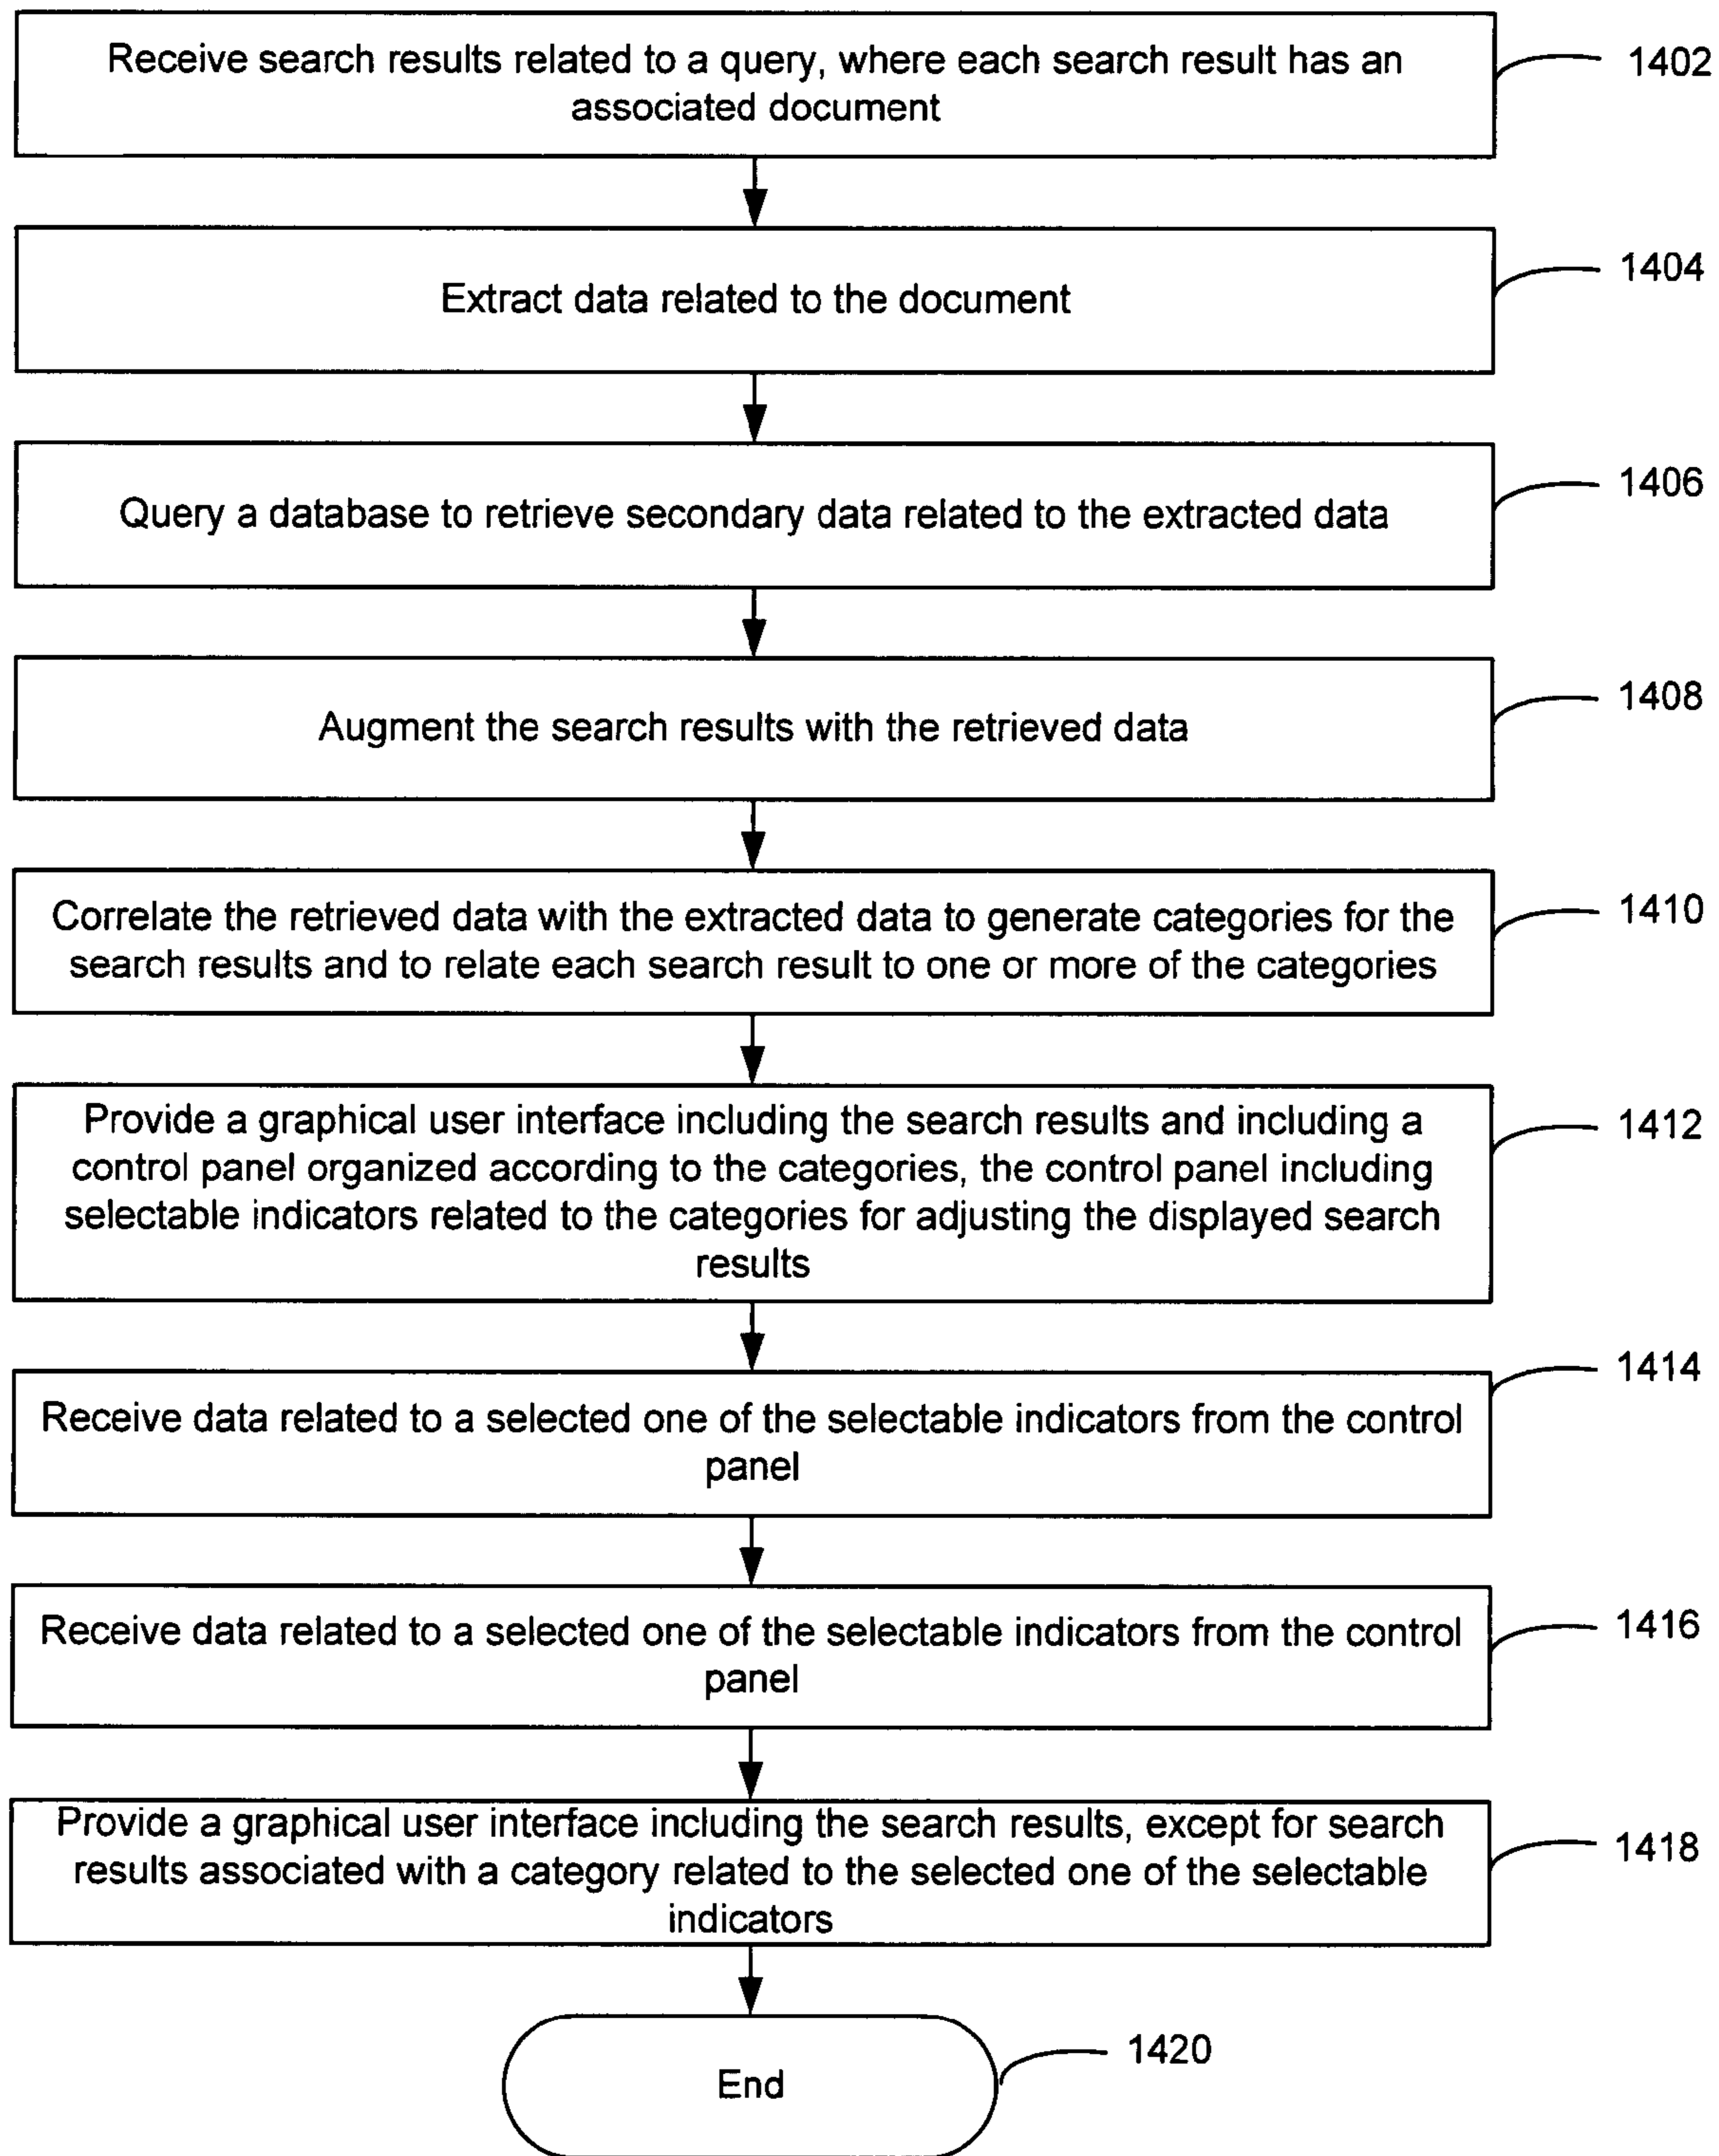 Receive search results related to a query, where each search result has an
associated document
1402
Extract data related to the document
1404
Query a database to retrieve secondary data related to the extracted data
1406
Augment the search results with the retrieved data
1408
Correlate the retrieved data with the extracted data to generate categories for the
search results and to relate each search result to one or more of the categories
1410
Provide a graphical user interface including the search results and including a
control panel organized according to the categories, the control panel including
selectable indicators related to the categories for adjusting the displayed search
results
1412
Receive data related to a selected one of the selectable indicators from the control
panel
1414
Receive data related to a selected one of the selectable indicators from the control
panel
1416
Provide a graphical user interface including the search results, except for search
results associated with a category related to the selected one of the selectable
indicators
1418
End
1420